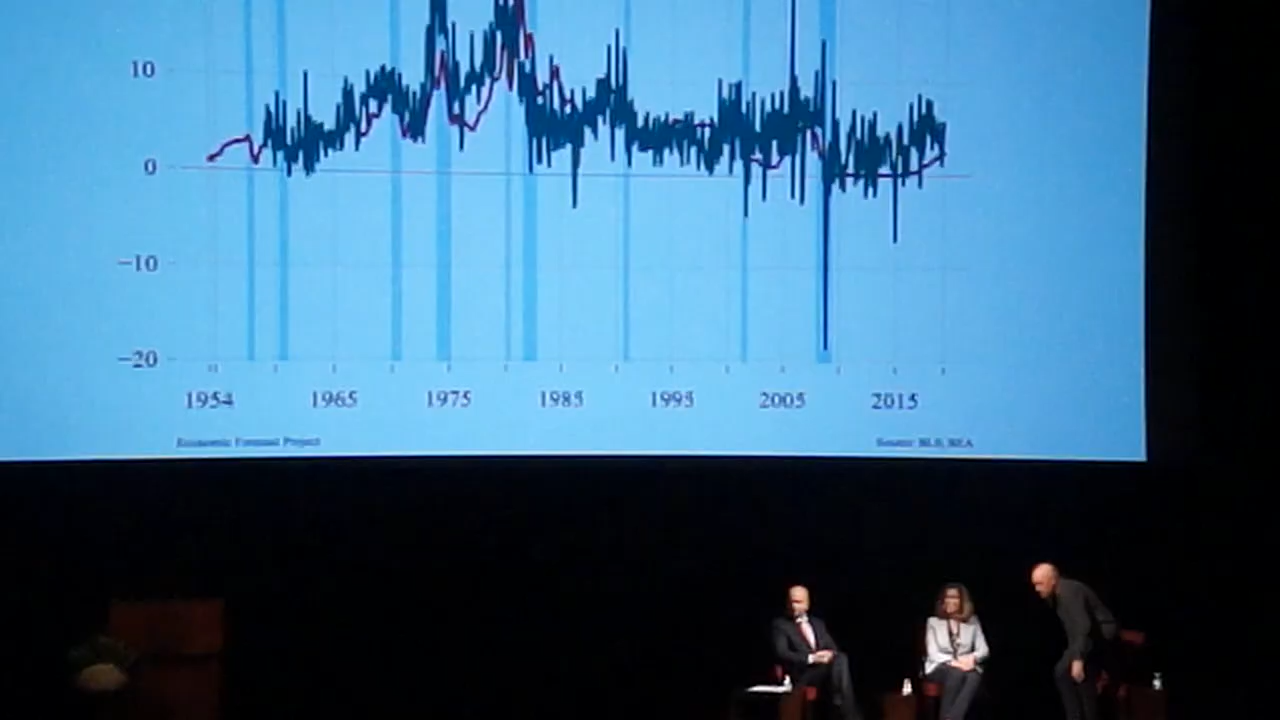 10
0
−10
−20
1954 1965 1975 1985 1995 2005 2015
Economic Forecast Project
Source: BLS, BEA